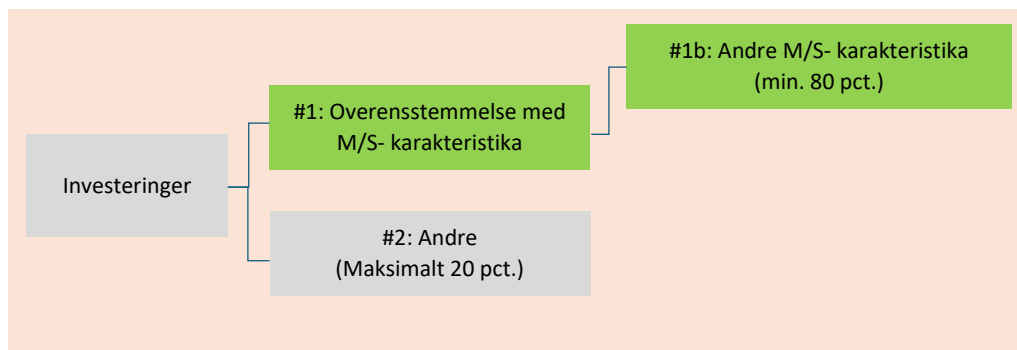 #1b: Andre M/S- karakteristika
(min. 80 pct.)
#1: Overensstemmelse med
M/S- karakteristika
Investeringer
#2: Andre
(Maksimalt 20 pct.)